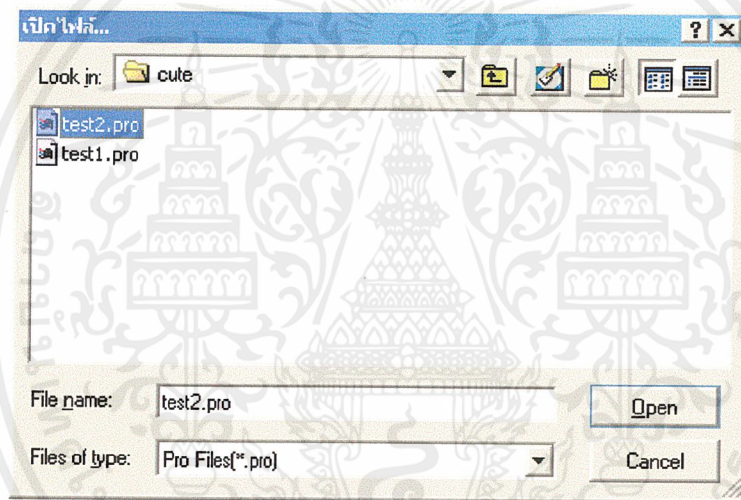 เปิดไฟล์...
Look in: cute
test2.pro
test1.pro
File name: test2.pro Open
Files of type: Pro Files(*.pro) Cancel